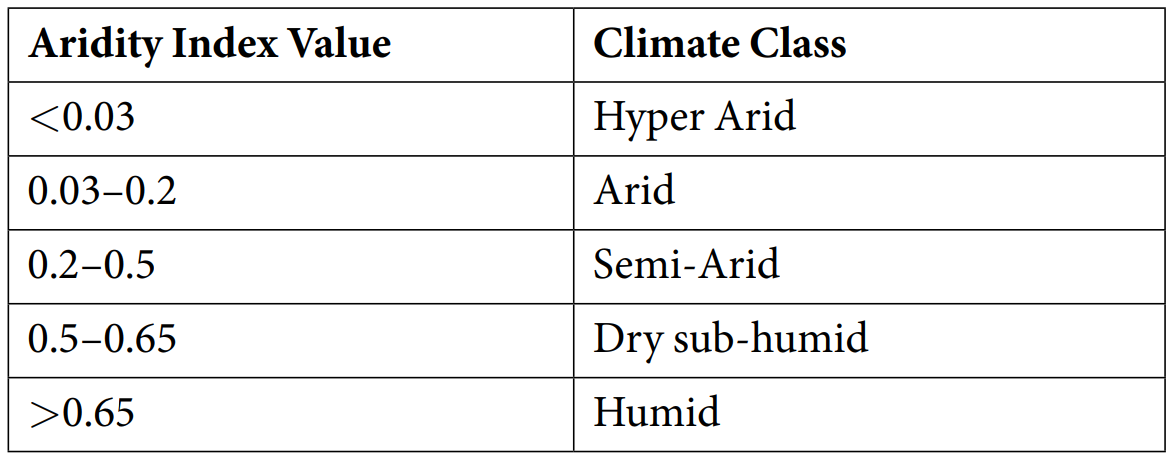 Aridity Index Value Climate Class
<0.03 Hyper Arid
0.03–0.2 Arid
0.2–0.5 Semi-Arid
0.5–0.65 Dry sub-humid
>0.65 Humid